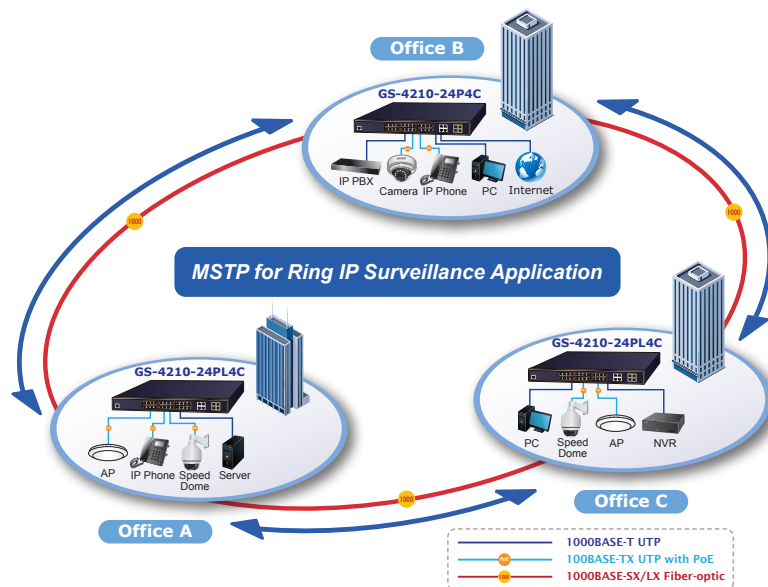 Office B
GS-4210-24P4C
IP PBX
Camera
IP Phone
PC
Internet
1000
1000
MSTP for Ring IP Surveillance Application
GS-4210-24PL4C
AP
IP Phone
Speed
Dome
Server
Office A
GS-4210-24PL4C
PC
Speed
Dome
AP
NVR
Office C
1000
1000BASE-T UTP
PoE
100BASE-TX UTP with PoE
1000
1000BASE-SX/LX Fiber-optic